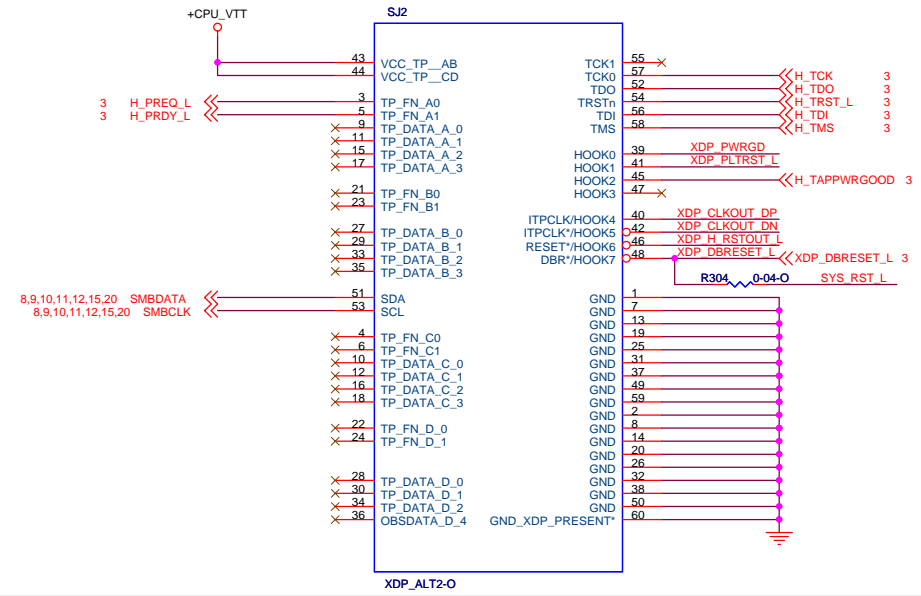 +CPU_VTT
SJ2
43 VCC_TP__AB
44 VCC_TP__CD
3 H_PREQ_L 3 TP_FN_A0
3 H_PRDY_L 5 TP_FN_A1
9 TP_DATA_A_0
11 TP_DATA_A_1
15 TP_DATA_A_2
17 TP_DATA_A_3
21 TP_FN_B0
23 TP_FN_B1
27 TP_DATA_B_0
29 TP_DATA_B_1
33 TP_DATA_B_2
35 TP_DATA_B_3
8,9,10,11,12,15,20 SMBDATA 51 SDA
8,9,10,11,12,15,20 SMBCLK 53 SCL
4 TP_FN_C0
6 TP_FN_C1
10 TP_DATA_C_0
12 TP_DATA_C_1
16 TP_DATA_C_2
18 TP_DATA_C_3
22 TP_FN_D_0
24 TP_FN_D_1
28 TP_DATA_D_0
30 TP_DATA_D_1
34 TP_DATA_D_2
36 OBSDATA_D_4
TCK1 55
TCK0 57 H_TCK 3
TDO 52 H_TDO 3
TRSTn 54 H_TRST_L 3
TDI 56 H_TDI 3
TMS 58 H_TMS 3
HOOK0 39 XDP_PWRGD
HOOK1 41 XDP_PLTRST_L
HOOK2 45 H_TAPPWRGOOD 3
HOOK3 47
ITPCLK/HOOK4 40 XDP_CLKOUT_DP
ITPCLK*/HOOK5 42 XDP_CLKOUT_DN
RESET*/HOOK6 46 XDP_H_RSTOUT_L
DBR*/HOOK7 48 XDP_DBRESET_L XDP_DBRESET_L 3
R304 0-04-O SYS_RST_L
GND 1
GND 7
GND 13
GND 19
GND 25
GND 31
GND 37
GND 49
GND 59
GND 2
GND 8
GND 14
GND 20
GND 26
GND 32
GND 38
GND 50
GND_XDP_PRESENT* 60
XDP_ALT2-O